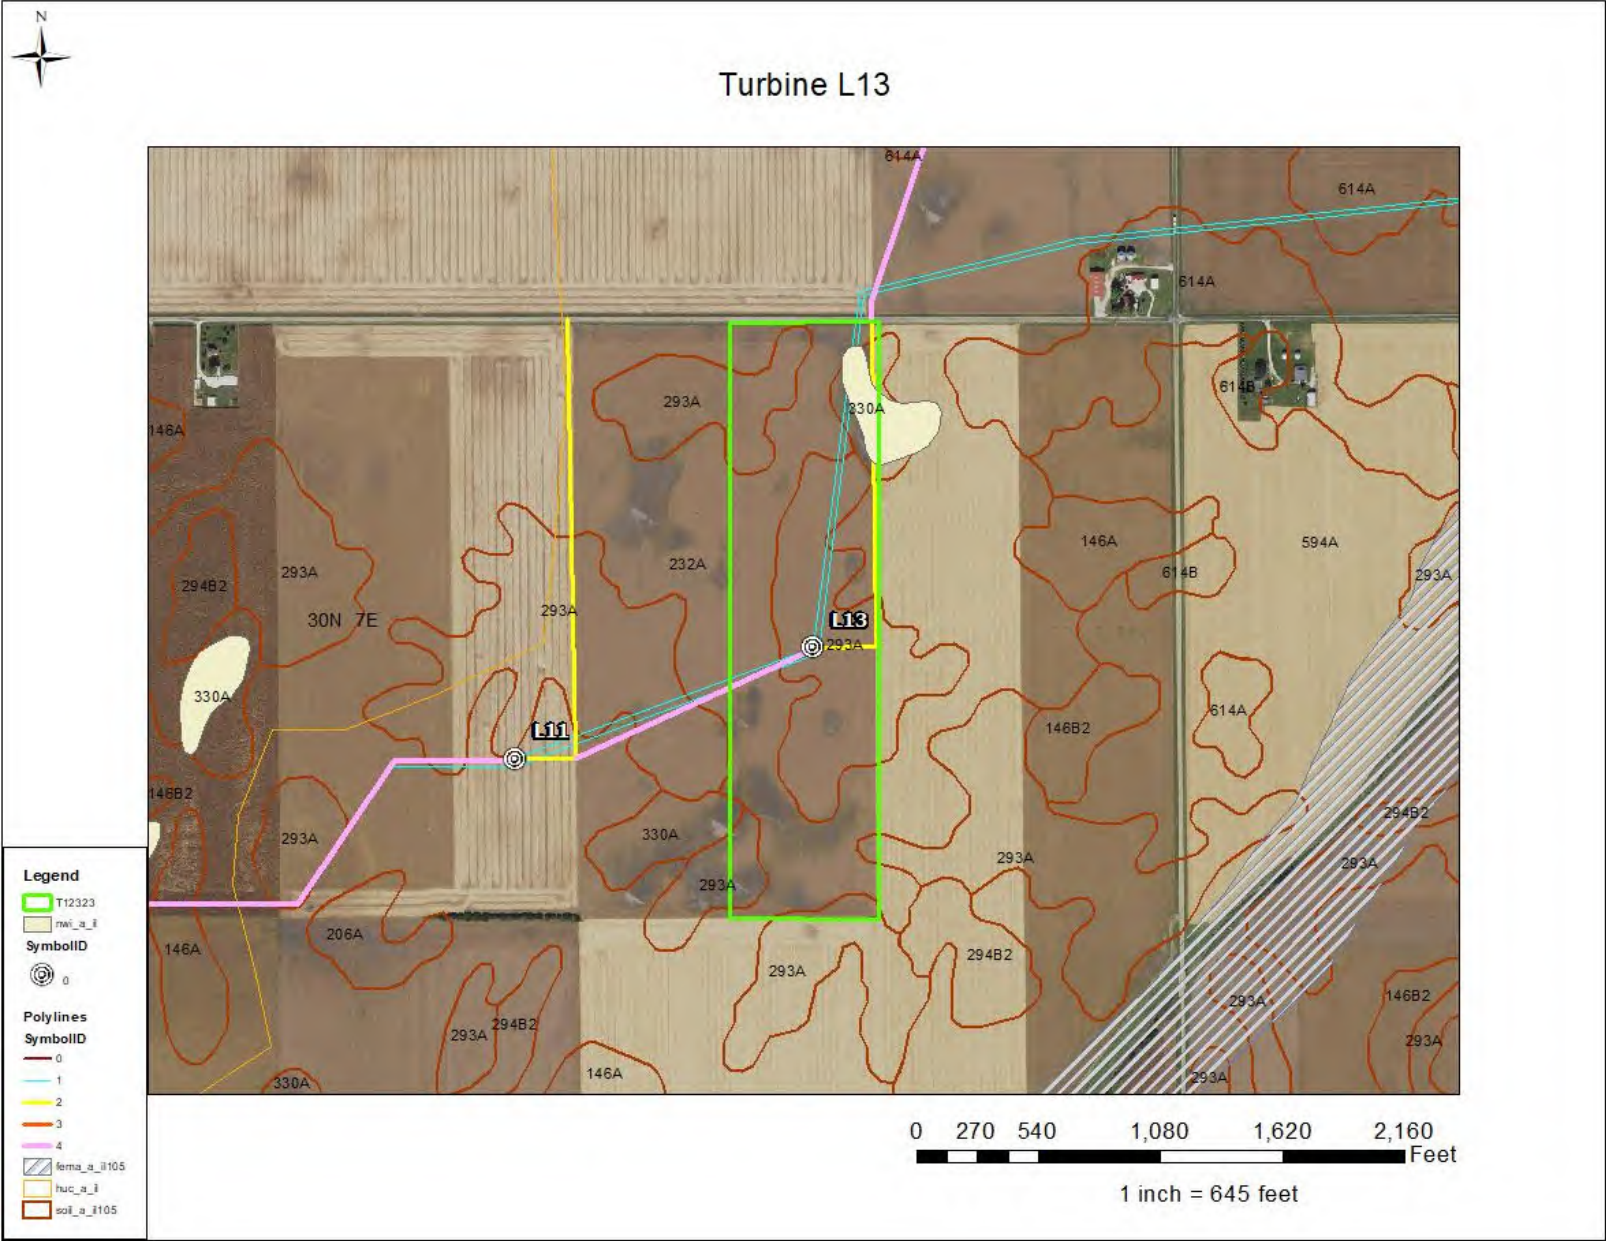 N
Turbine L13
614A
614A
614A
293A
330A
614B
146A
232A
146A
594A
614B
293A
294B2
293A
293A
30N 7E
L13
293A
330A
614A
146B2
L11
146B2
294B2
330A
293A
293A
293A
293A
206A
146A
294B2
293A
293A
146B2
294B2
293A
293A
146A
330A
293A
Legend
T12323
nwi_a_il
SymbolID
0
Polylines
SymbolID
0
1
2
3
4
fema_a_il105
huc_a_il
soil_a_il105
0 270 540 1,080 1,620 2,160
Feet
1 inch = 645 feet